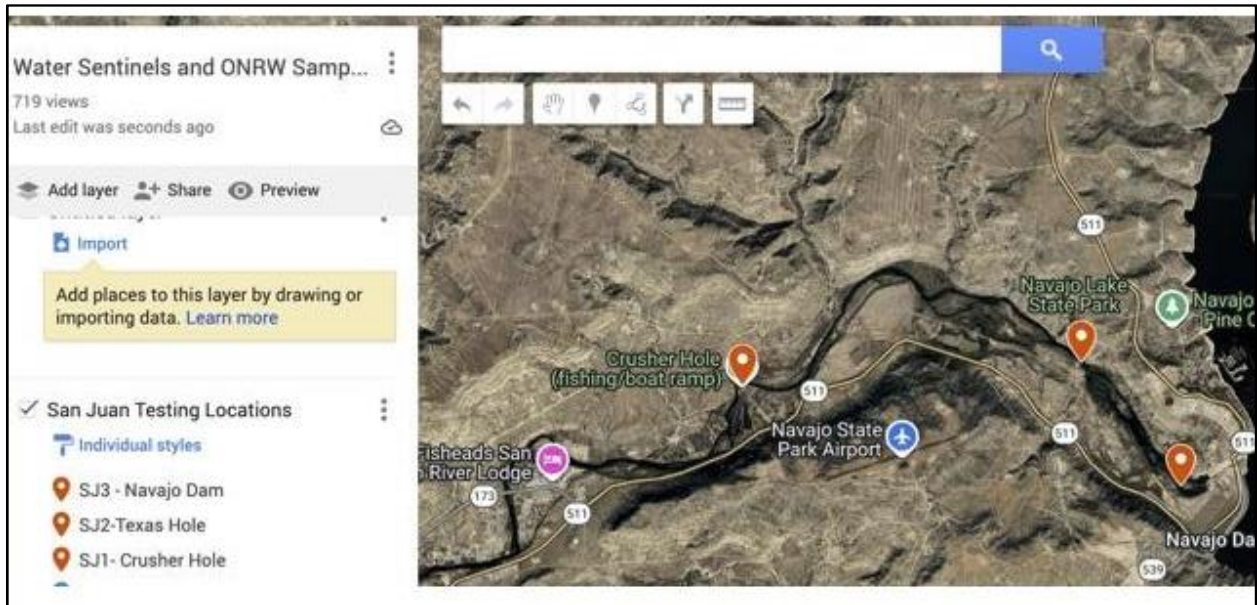 Water Sentinels and ONRW Samp...
719 views
Last edit was seconds ago
Add layer
Share
Preview
Import
Add places to this layer by drawing or
importing data. Learn more
San Juan Testing Locations
Individual styles
SJ3 - Navajo Dam
SJ2-Texas Hole
SJ1- Crusher Hole
511
Navajo Lake
State Park
Navajo
Pine
Crusher Hole
(fishing/boat ramp)
511
Navajo State
Park Airport
511
511
Fisheads San
River Lodge
173
511
Navajo Da
539